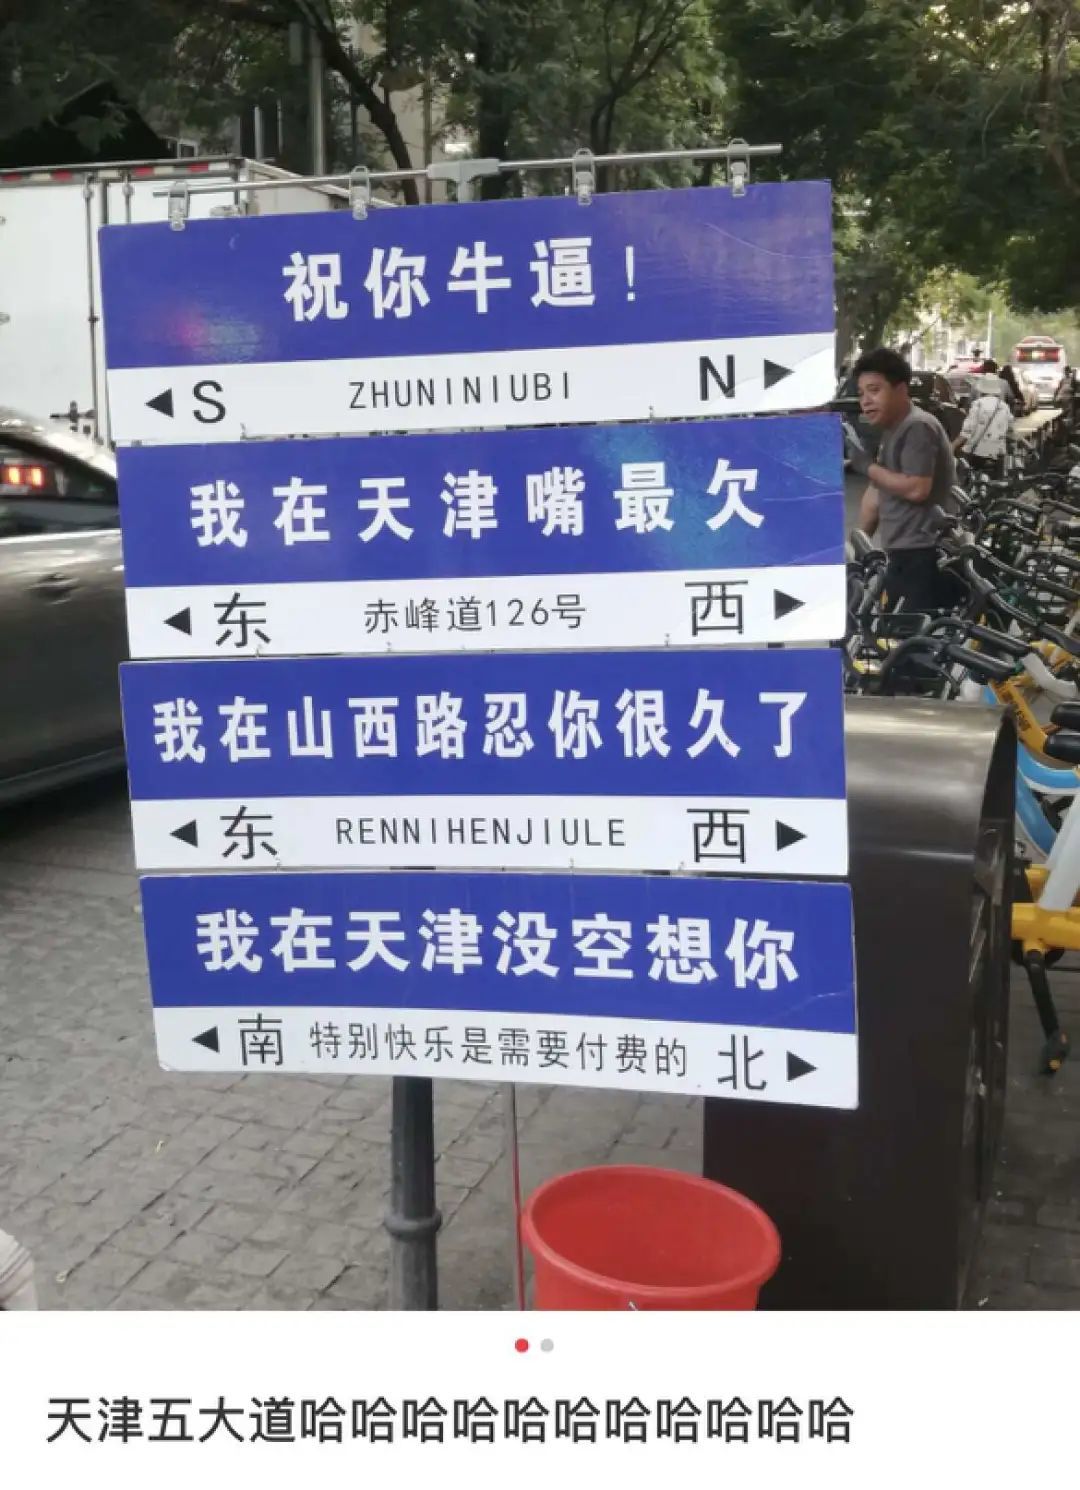 祝你牛逼！
◀ S ZHUNINIUBI N ▶
我在天津嘴最欠
◀ 东 赤峰道126号 西 ▶
我在山西路忍你很久了
◀ 东 RENNIHENJIULE 西 ▶
我在天津没空想你
◀ 南 特别快乐是需要付费的 北 ▶
天津五大道哈哈哈哈哈哈哈哈哈哈哈